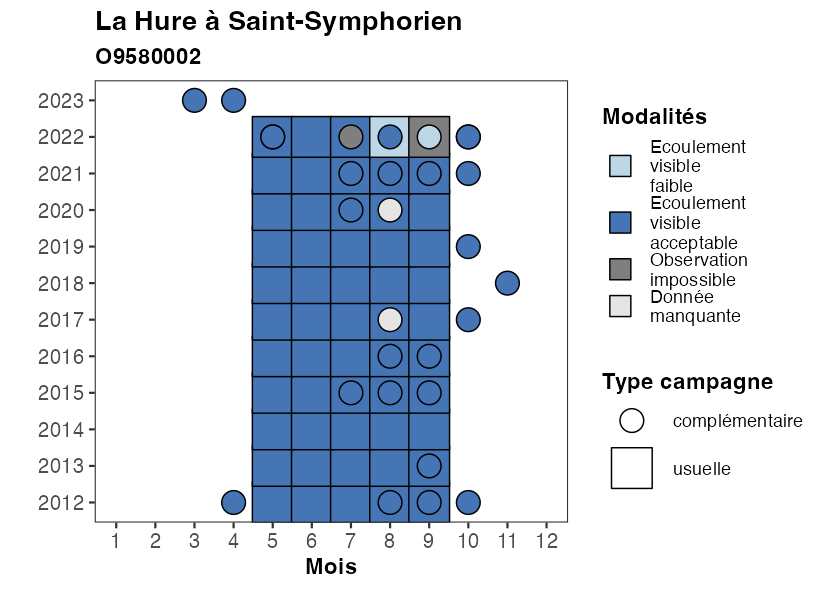 La Hure à Saint-Symphorien
O9580002
2023
2022
2021
2020
2019
2018
2017
2016
2015
2014
2013
2012
1 2 3 4 5 6 7 8 9 10 11 12
Mois
Modalités
Ecoulement
visible
faible
Ecoulement
visible
acceptable
Observation
impossible
Donnée
manquante
Type campagne
complémentaire
usuelle